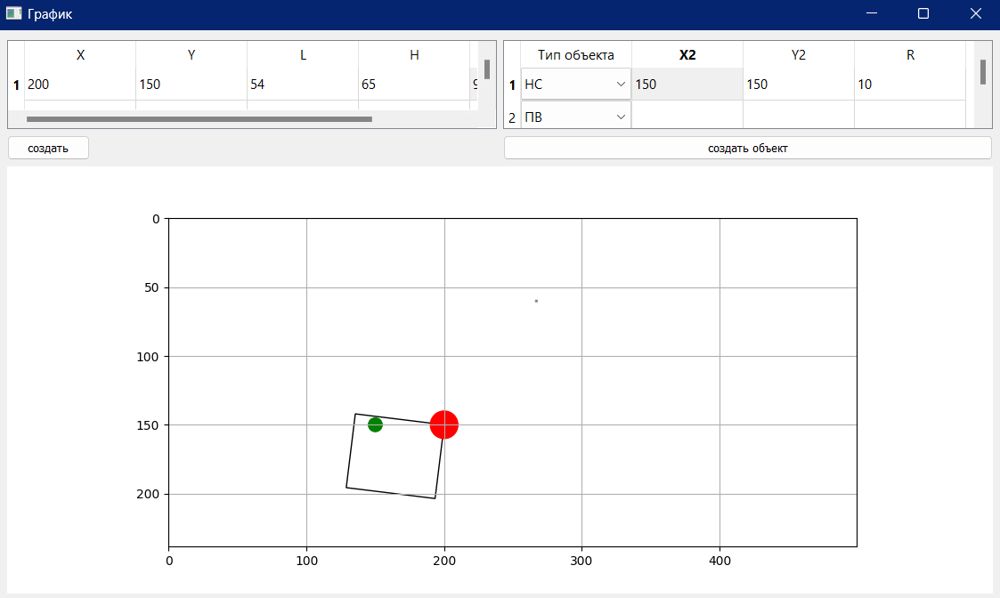 График
X Y L H
1 200 150 54 65 9
Тип объекта X2 Y2 R
1 НС 150 150 10
2 ПВ
создать
создать объект
0
50
100
150
200
0 100 200 300 400